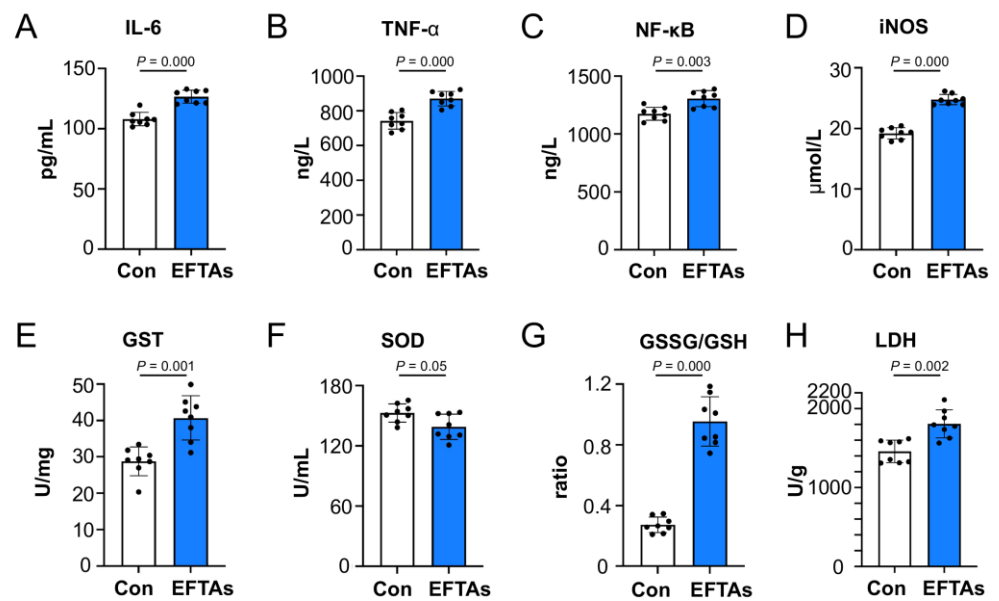 A
IL-6
P = 0.000
pg/mL
150
100
50
0
Con
EFTAs
B
TNF-α
P = 0.000
ng/L
1000
800
600
400
200
0
Con
EFTAs
C
NF-κB
P = 0.003
ng/L
1500
1000
500
0
Con
EFTAs
D
iNOS
P = 0.000
μmol/L
30
20
10
0
Con
EFTAs
E
GST
P = 0.001
U/mg
50
40
30
20
10
0
Con
EFTAs
F
SOD
P = 0.05
U/mL
180
120
60
0
Con
EFTAs
G
GSSG/GSH
P = 0.000
ratio
1.2
0.8
0.4
0
Con
EFTAs
H
LDH
P = 0.002
U/g
2200
2000
1000
0
Con
EFTAs